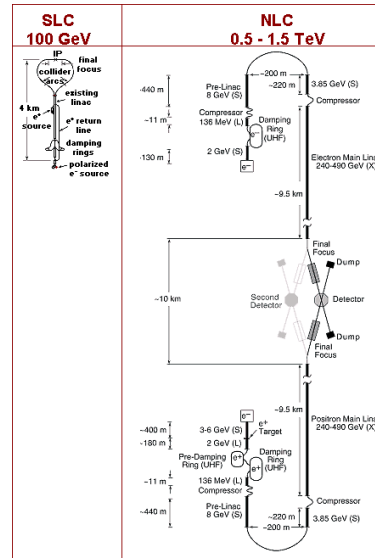 SLC
100 GeV
IP
final
focus
collider
arcs
existing
linac
4 km
e⁺
source
e⁺ return
line
damping
rings
polarized
e⁻ source
NLC
0.5 - 1.5 TeV
~200 m
~220 m
3.85 GeV (S)
Compressor
~440 m
Pre-Linac
8 GeV (S)
Compressor
136 MeV (L)
~11 m
Damping
Ring
(UHF)
e⁻
2 GeV (S)
~130 m
e⁻
Electron Main Lina
240-490 GeV (X)
~9.5 km
Final
Focus
Dump
Second
Detector
Detector
~10 km
Dump
Final
Focus
~9.5 km
Positron Main Lina
240-490 GeV (X)
e⁻
~400 m
3-6 GeV (S)
e⁺
Target
~180 m
2 GeV (L)
Damping
Ring
(UHF)
Pre-Damping
Ring (UHF)
e⁺
e⁺
~11 m
136 MeV (L)
Compressor
Compressor
~440 m
Pre-Linac
8 GeV (S)
~220 m
3.85 GeV (S)
~200 m